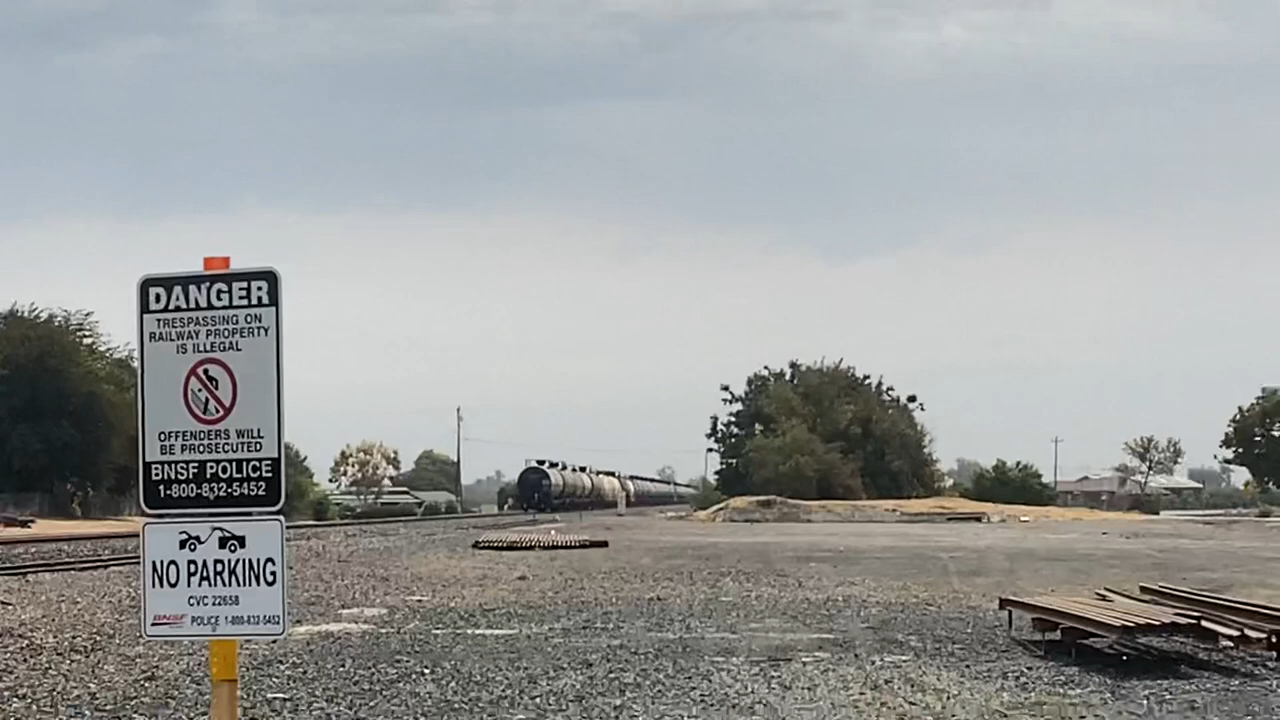 DANGER
TRESPASSING ON
RAILWAY PROPERTY
IS ILLEGAL
OFFENDERS WILL
BE PROSECUTED
BNSF POLICE
1-800-832-5452
NO PARKING
CVC 22658
BNSF POLICE 1-800-832-5452